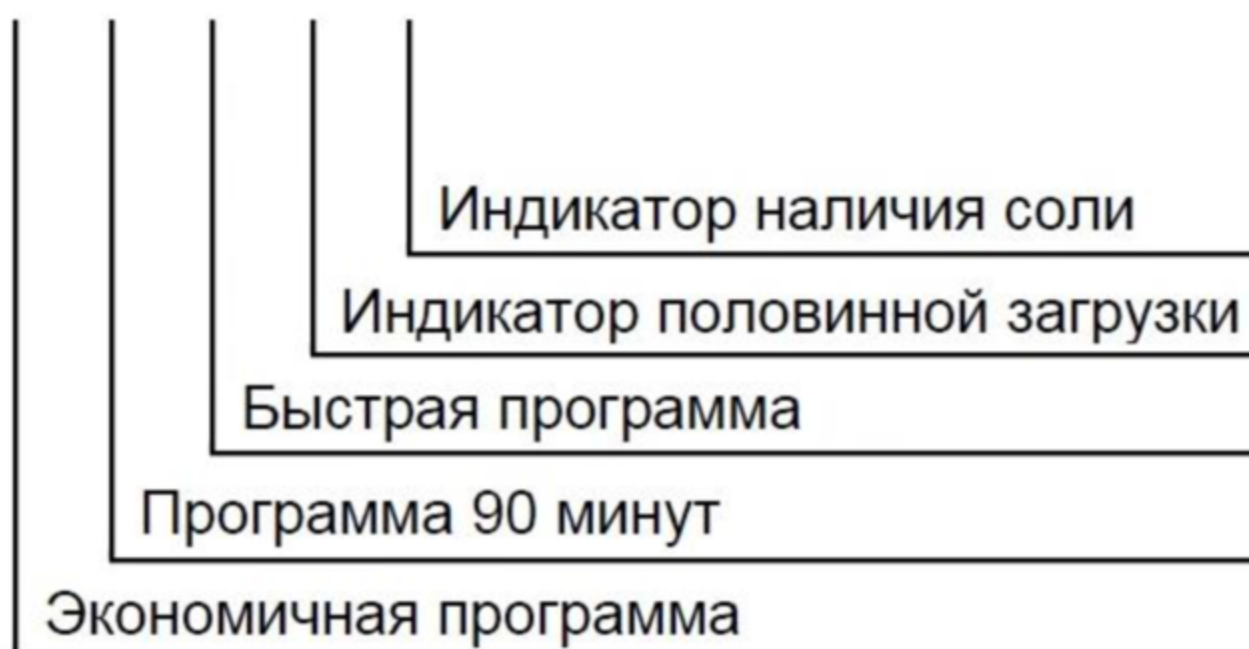 Индикатор наличия соли
Индикатор половинной загрузки
Быстрая программа
Программа 90 минут
Экономичная программа